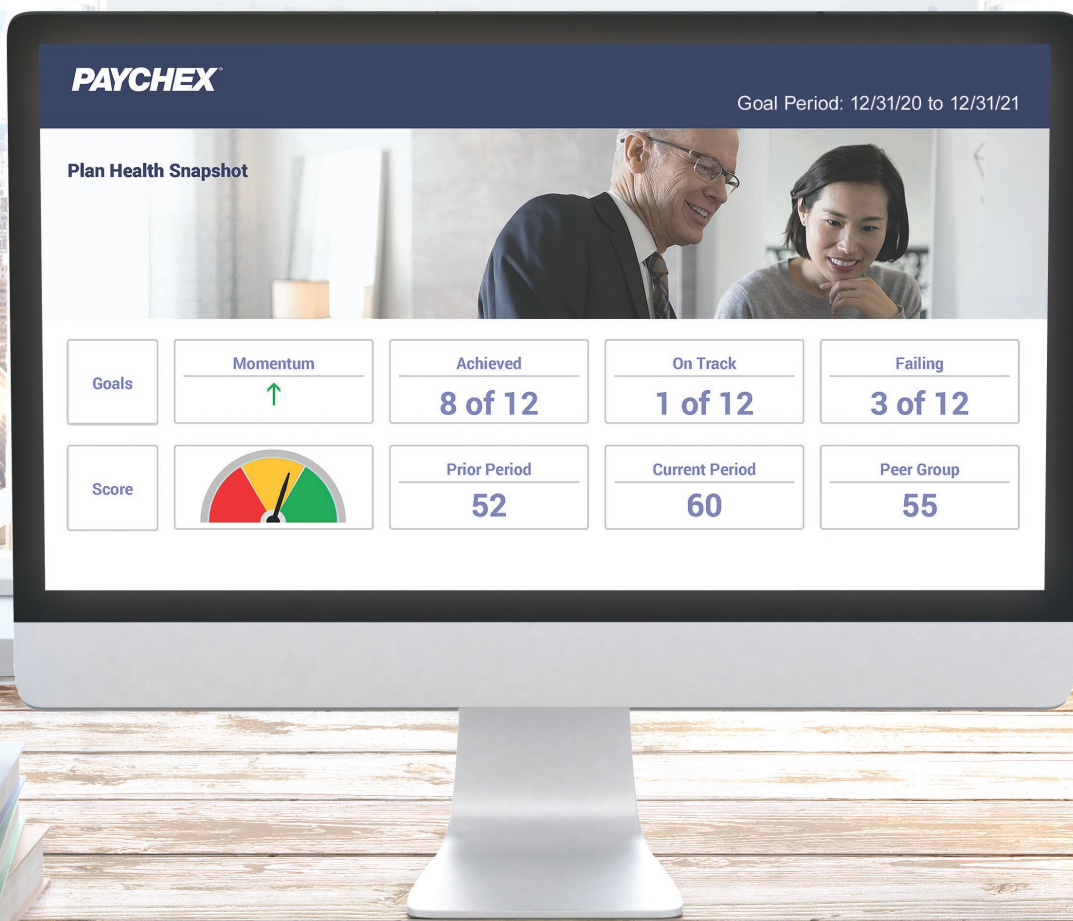 PAYCHEX®
Goal Period: 12/31/20 to 12/31/21
Plan Health Snapshot
Goals
Momentum
↑
Achieved
8 of 12
On Track
1 of 12
Failing
3 of 12
Score
Prior Period
52
Current Period
60
Peer Group
55